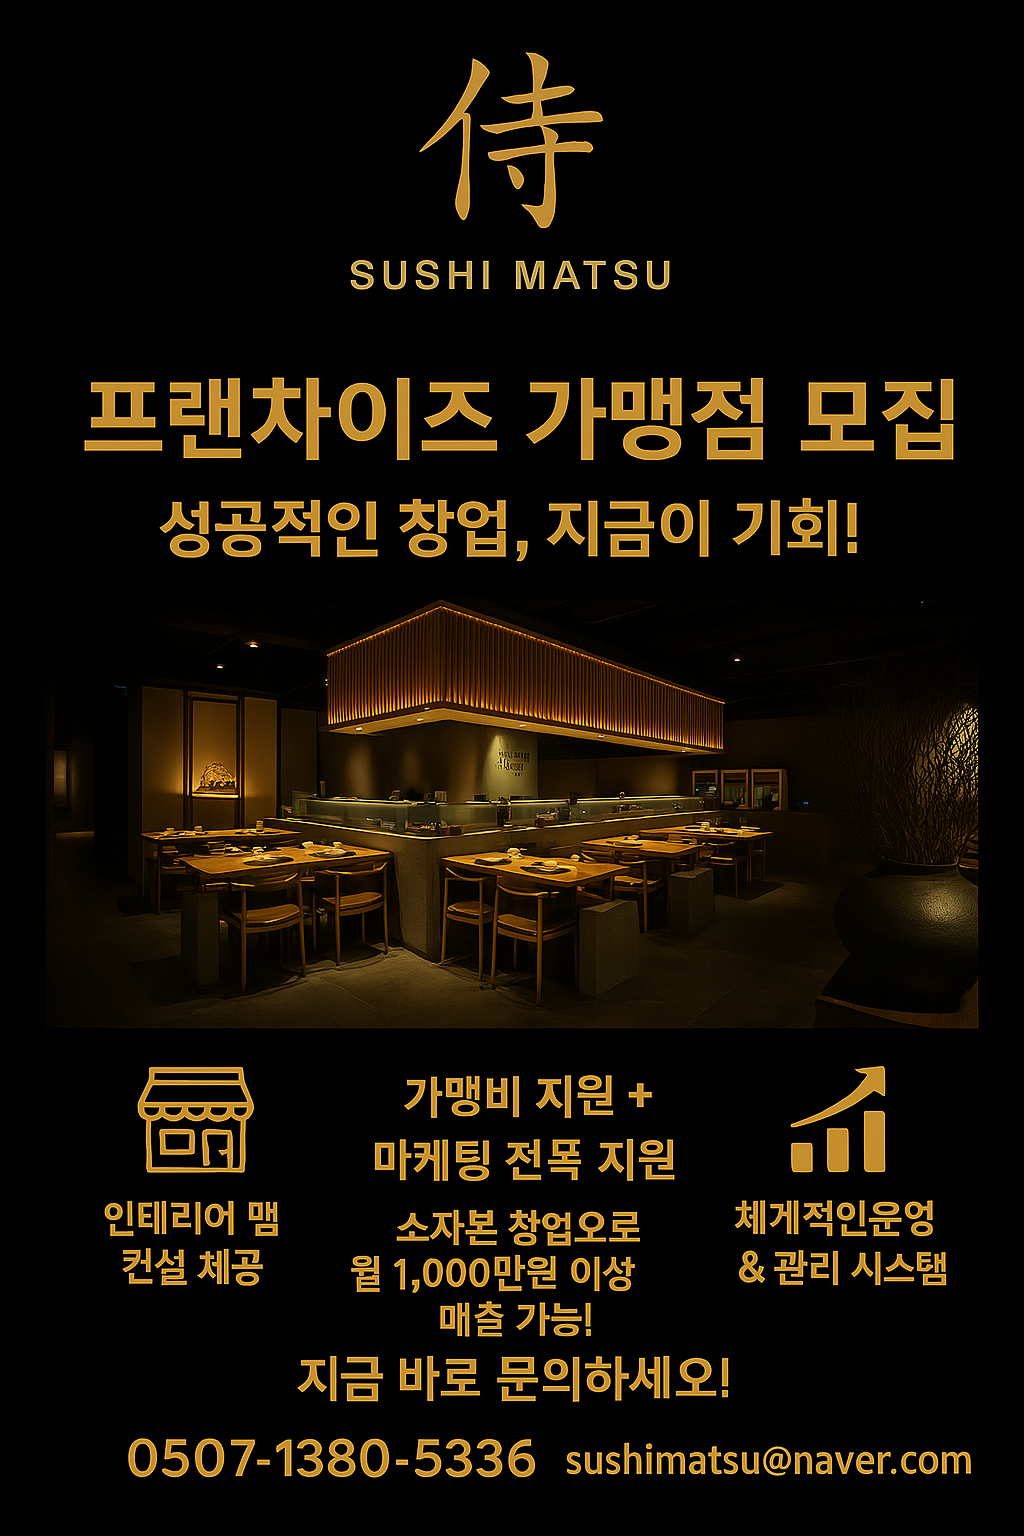 侍
SUSHI MATSU
프랜차이즈 가맹점 모집
성공적인 창업, 지금이 기회!
가맹비 지원 +
마케팅 전폭 지원
인테리어 맴
컨설 체공
소자본 창업오로
월 1,000만원 이상
매츨 가능!
체게적인운영
& 관리 시스탬
지금 바로 문의하세오!
0507-1380-5336 sushimatsu@naver.com